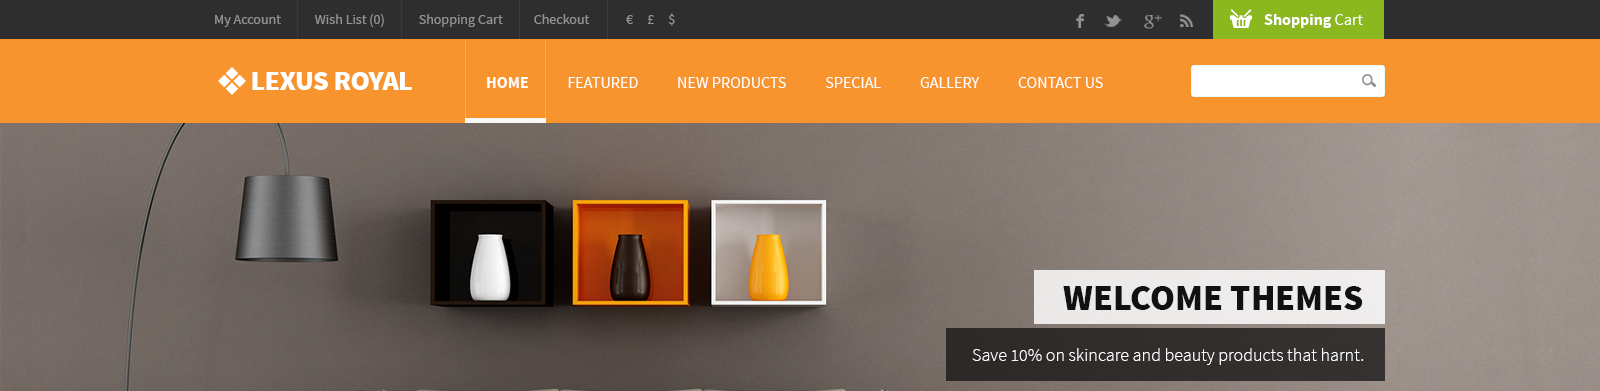 My Account Wish List (0) Shopping Cart Checkout € £ $ Shopping Cart
LEXUS ROYAL HOME FEATURED NEW PRODUCTS SPECIAL GALLERY CONTACT US
WELCOME THEMES
Save 10% on skincare and beauty products that harnt.